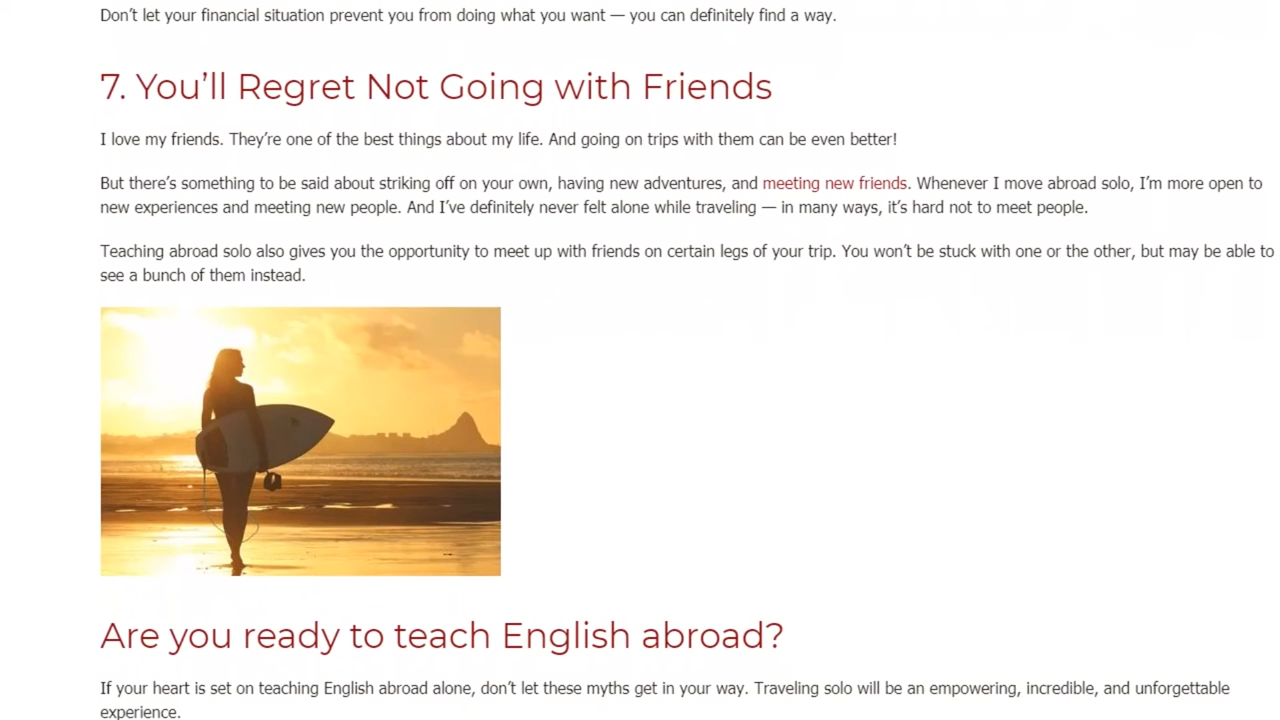 Don’t let your financial situation prevent you from doing what you want — you can definitely find a way.
7. You’ll Regret Not Going with Friends
I love my friends. They’re one of the best things about my life. And going on trips with them can be even better!
But there’s something to be said about striking off on your own, having new adventures, and meeting new friends. Whenever I move abroad solo, I’m more open to
new experiences and meeting new people. And I’ve definitely never felt alone while traveling — in many ways, it’s hard not to meet people.
Teaching abroad solo also gives you the opportunity to meet up with friends on certain legs of your trip. You won’t be stuck with one or the other, but may be able to
see a bunch of them instead.
Are you ready to teach English abroad?
If your heart is set on teaching English abroad alone, don’t let these myths get in your way. Traveling solo will be an empowering, incredible, and unforgettable
experience.